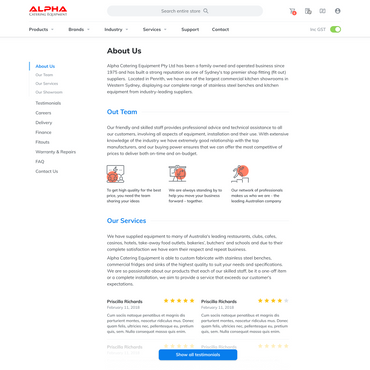 ALPHA
CATERING EQUIPMENT
Search entire store
Products
Brands
Industry
Services
Support
Contact
Inc GST
About Us
Our Team
Our Services
Our Showroom
Testimonials
Careers
Delivery
Finance
Fitouts
Warranty & Repairs
FAQ
Contact Us
About Us
Alpha Catering Equipment Pty Ltd has been a family owned and operated business since
1975 and has built a strong reputation as one of Sydney's top premier shop fitting (fit out)
suppliers. Located in Penrith, we have one of the largest commercial kitchen showrooms in
Western Sydney, displaying our complete range of stainless steel benches and kitchen
equipment from industry-leading suppliers.
Out Team
Our friendly and skilled staff provides professional advice and technical assistance to all
our customers, involving all aspects of equipment, installation and their use. With extensive
knowledge of the industry we have extremely good relationship with the top
manufacturers, and our buying power ensures that we can offer the most competitive of
prices to deliver both on-time and on-budget.
To get high quality for the best
price, you need the team
sharing your ideas
We are always standing by to
help you move your business
forward - together.
Our network of professionals
makes us who we are - the
leading Australian company
Our Services
We have supplied equipment to many of Australia's leading restaurants, clubs, cafes,
casinos, hotels, take-away food outlets, bakeries', butchers' and schools and due to their
complete satisfaction we have earn their respect and repeat business.
Alpha Catering Equipment is able to custom fabricate with stainless steel benches,
commercial fridges and sinks of the highest quality to suit your needs and specifications.
We are so passionate about our products that each of our skilled staff, be it a one-off item
or a complete installation, we aim to provide a service that exceeds our customer's
expectations.
Priscilla Richards
February 12, 2018
Cum sociis natoque penatibus et magnis dis
parturient montes, nascetur ridiculus mus. Donec
quam felis, ultricies nec, pellentesque eu, pretium
quis, sem. Nulla consequat massa quis enim.
Priscilla Richards
February 11, 2018
Cum sociis natoque penatibus et magnis dis
parturient montes, nascetur ridiculus mus. Donec
quam felis, ultricies nec, pellentesque eu, pretium
quis, sem. Nulla consequat massa quis enim.
Priscilla Richards
Priscilla Richards
Show all testimonials